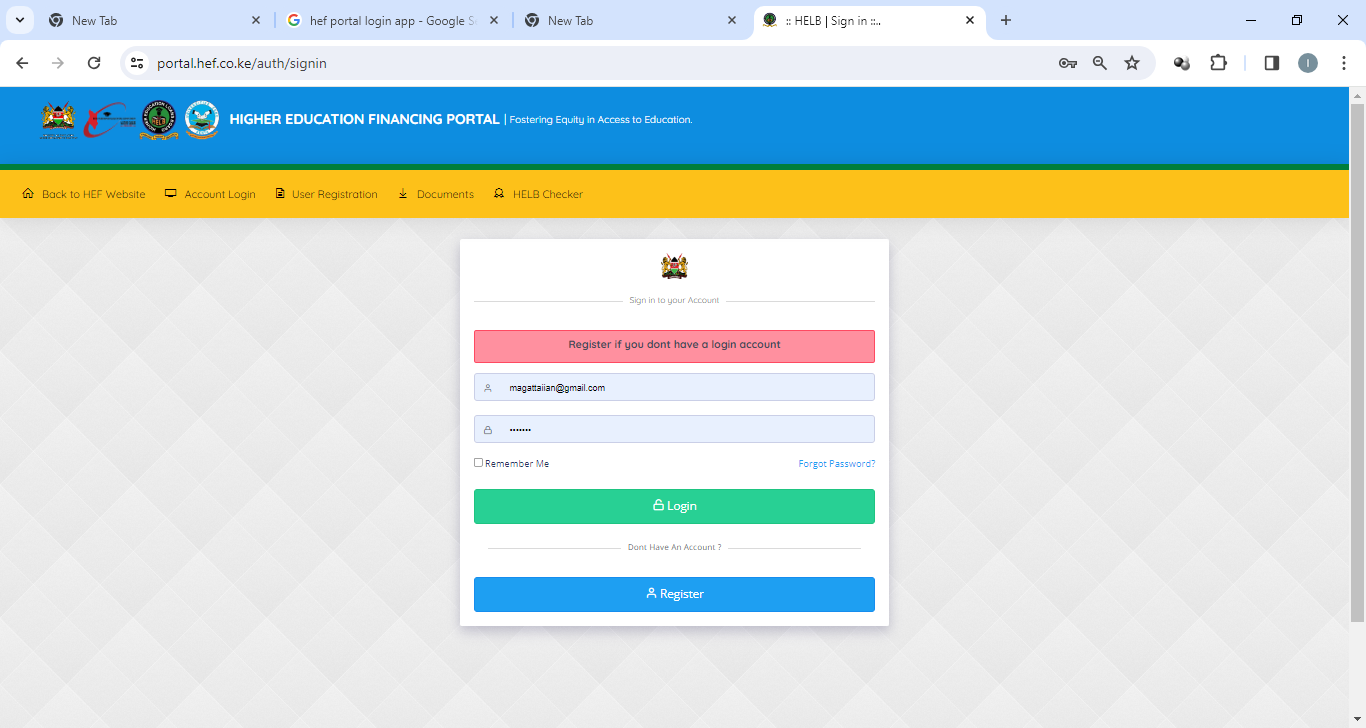 New Tab
hef portal login app - Google S
New Tab
:: HELB | Sign in ::..
portal.hef.co.ke/auth/signin
I
HIGHER EDUCATION FINANCING PORTAL | Fostering Equity in Access to Education.
Back to HEF Website
Account Login
User Registration
Documents
HELB Checker
Sign in to your Account
Register if you dont have a login account
magattaiian@gmail.com
•••••••
Remember Me
Forgot Password?
Login
Dont Have An Account ?
Register